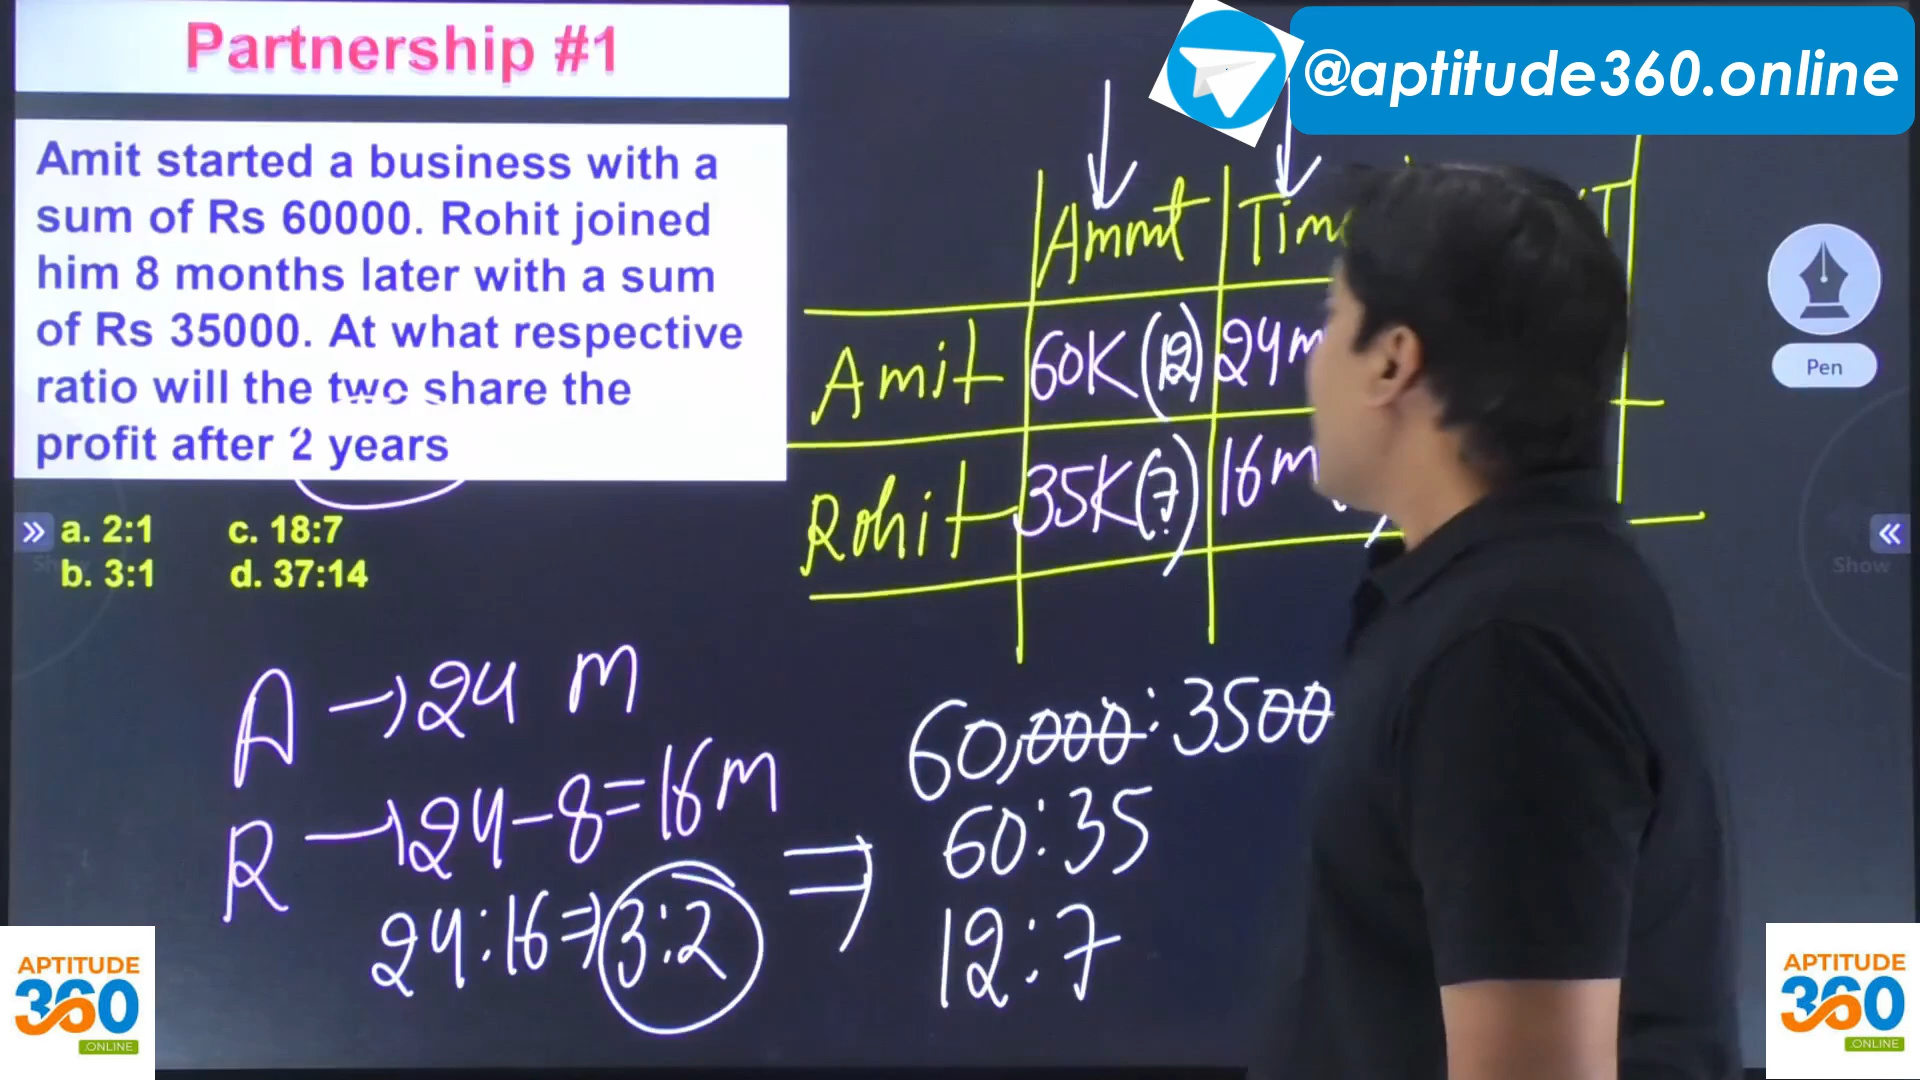 Partnership #1
@aptitude360.online
Amit started a business with a
sum of Rs 60000. Rohit joined
him 8 months later with a sum
of Rs 35000. At what respective
ratio will the two share the
profit after 2 years
a. 2:1 c. 18:7
b. 3:1 d. 37:14
Ammt Tim
Amit 60K (12) 24m
Rohit 35K (7) 16m
A → 24 m
R → 24-8=16m
24:16 ⇒ 3:2
⇒
60,000 : 3500
60:35
12:7
Pen
Show
Show
APTITUDE
360
.ONLINE
APTITUDE
360
.ONLINE